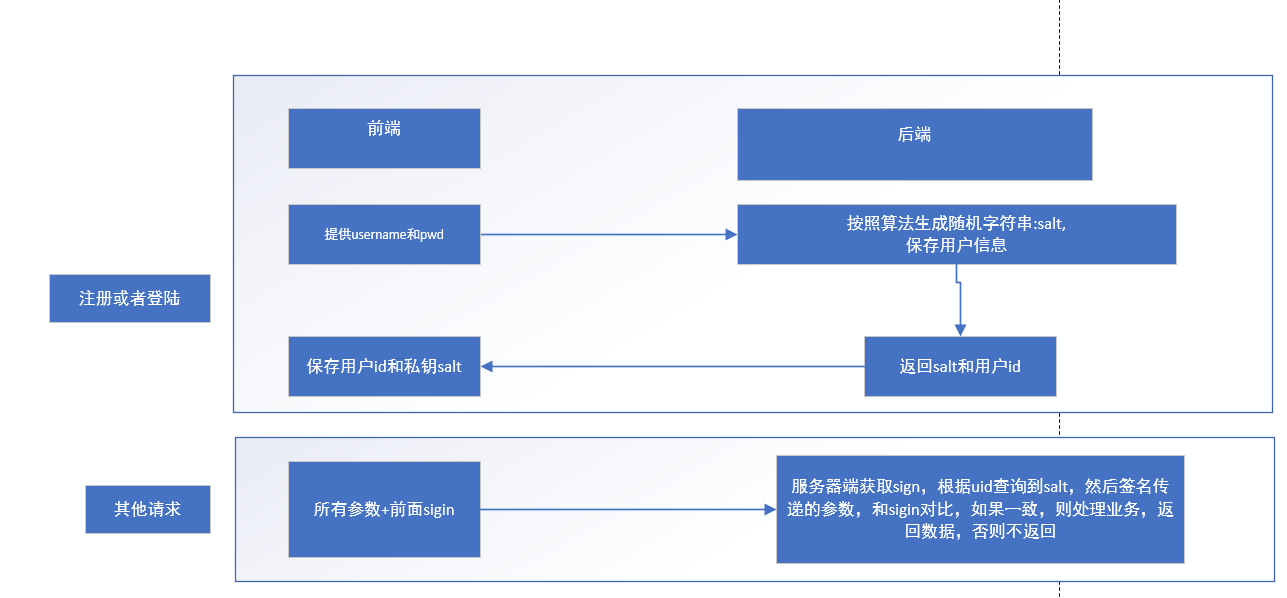 前端
后端
提供username和pwd
按照算法生成随机字符串:salt,
保存用户信息
注册或者登陆
保存用户id和私钥salt
返回salt和用户id
其他请求
所有参数+前面sigin
服务器端获取sign，根据uid查询到salt，然后签名传
递的参数，和sigin对比，如果一致，则处理业务，返
回数据，否则不返回